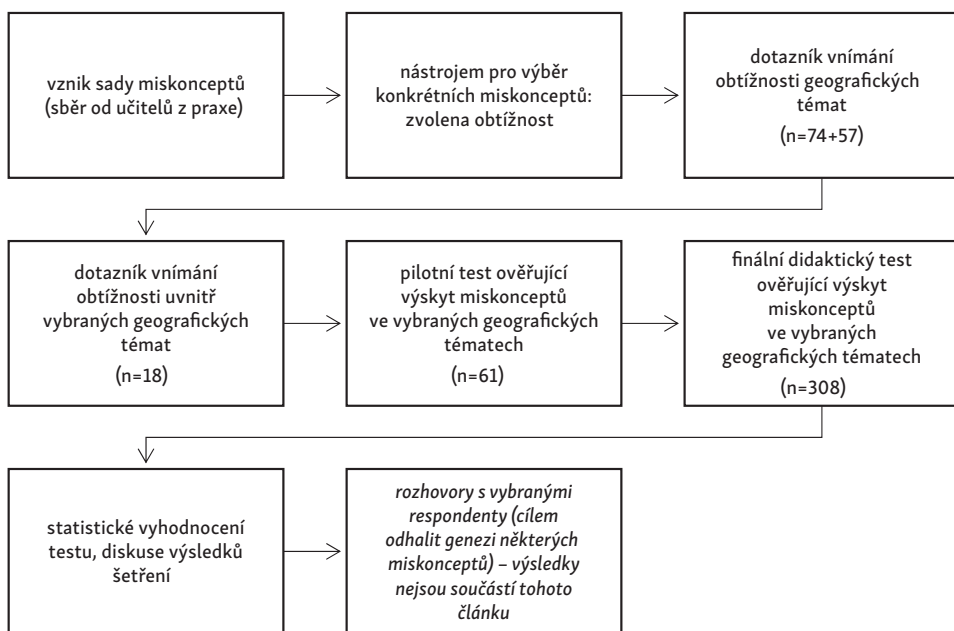 vznik sady miskonceptů
(sběr od učitelů z praxe)
nástrojem pro výběr
konkrétních miskonceptů:
zvolena obtížnost
dotazník vnímání
obtížnosti geografických
témat
(n=74+57)
dotazník vnímání
obtížnosti uvnitř
vybraných geografických
témat
(n=18)
pilotní test ověřující
výskyt miskonceptů
ve vybraných geografických
tématech
(n=61)
finální didaktický test
ověřující výskyt
miskonceptů
ve vybraných
geografických tématech
(n=308)
statistické vyhodnocení
testu, diskuse výsledků
šetření
rozhovory s vybranými
respondenty (cílem
odhalit genezi některých
miskonceptů) – výsledky
nejsou součástí tohoto
článku